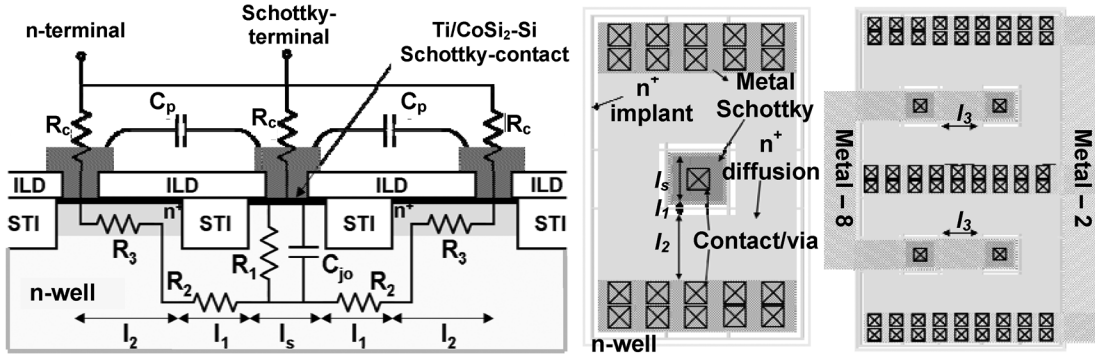 n-terminal
Schottky-
terminal
Ti/CoSi2-Si
Schottky-contact
Cp
Cp
Rc
Rc
Rc
ILD
ILD
ILD
ILD
STI
n+
STI
STI
n+
STI
R3
R1
Cjo
R3
R2
R2
n-well
l2
l1
ls
l1
l2
n+
implant
Metal
Schottky
n+
diffusion
ls
l1
l2
Contact/via
n-well
l3
l3
Metal – 8
Metal – 2